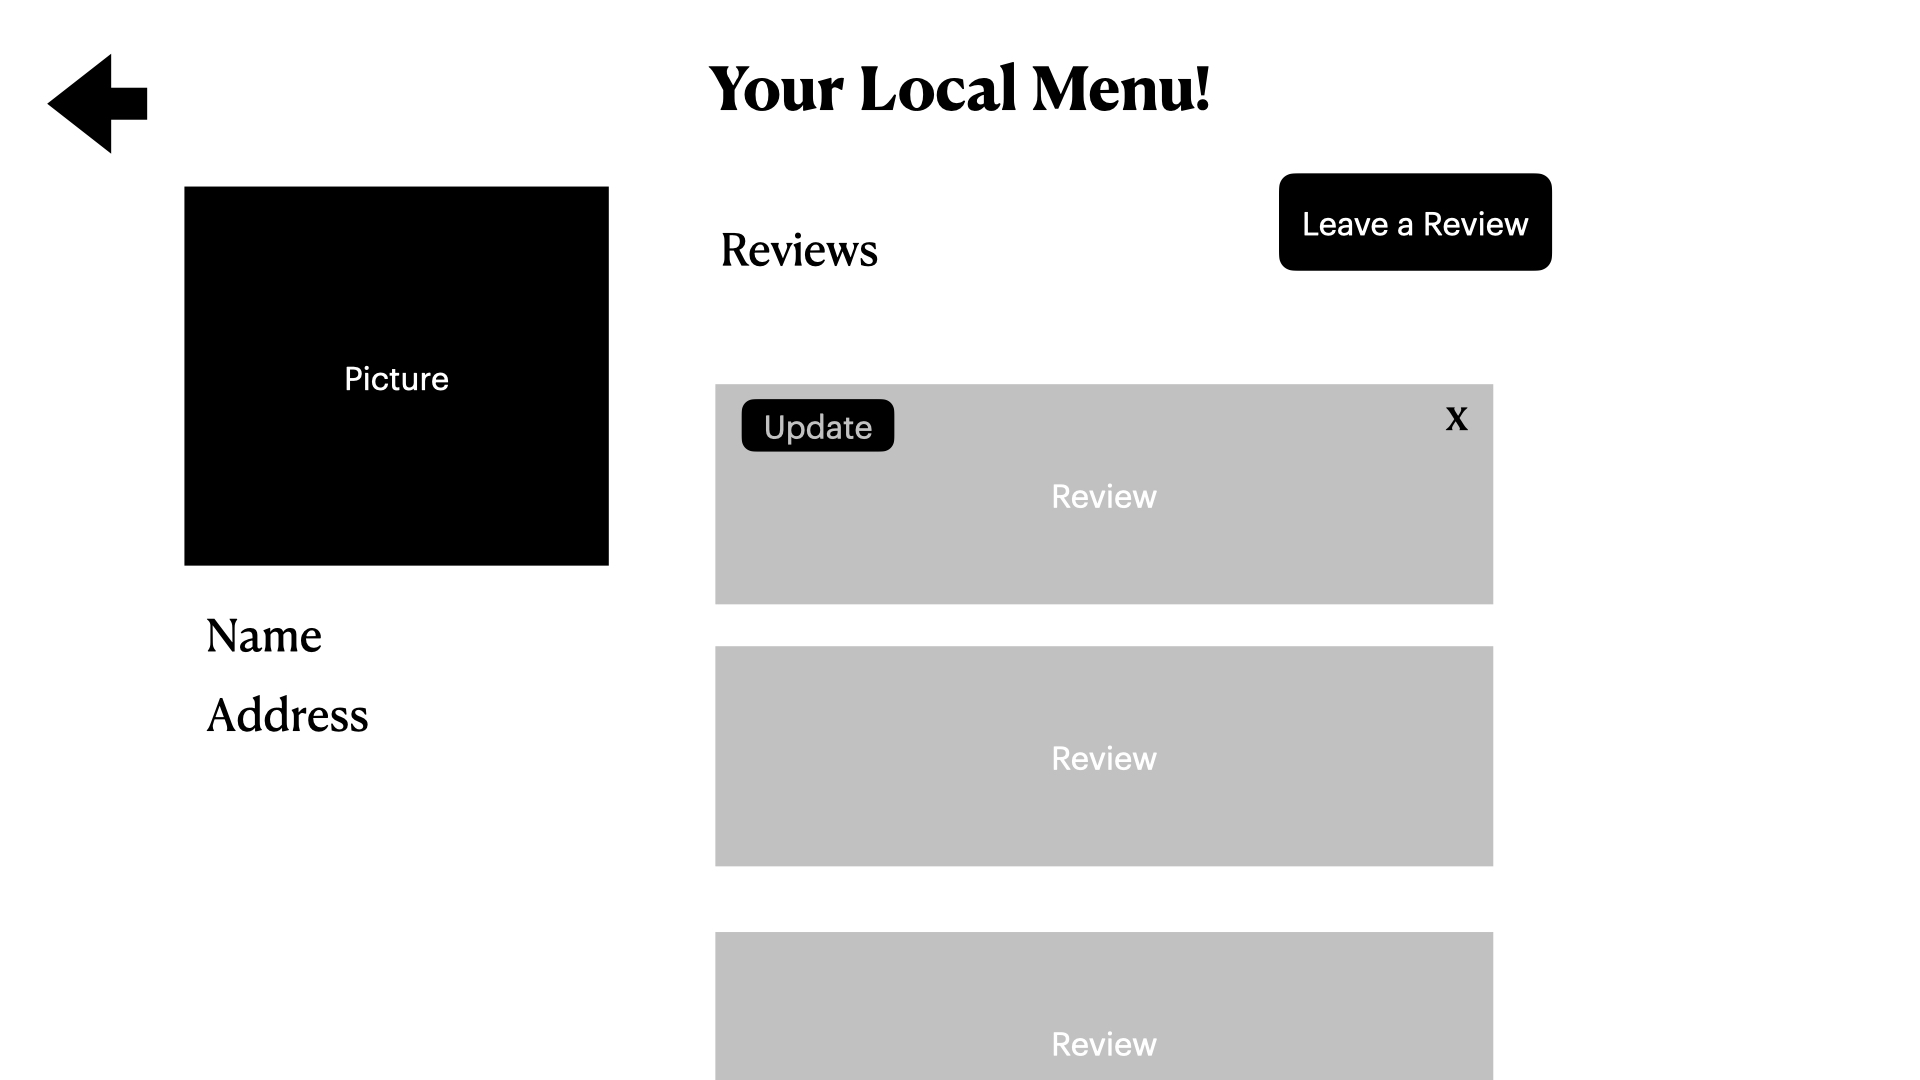 Your Local Menu!
Leave a Review
Reviews
Picture
Update
X
Review
Name
Address
Review
Review